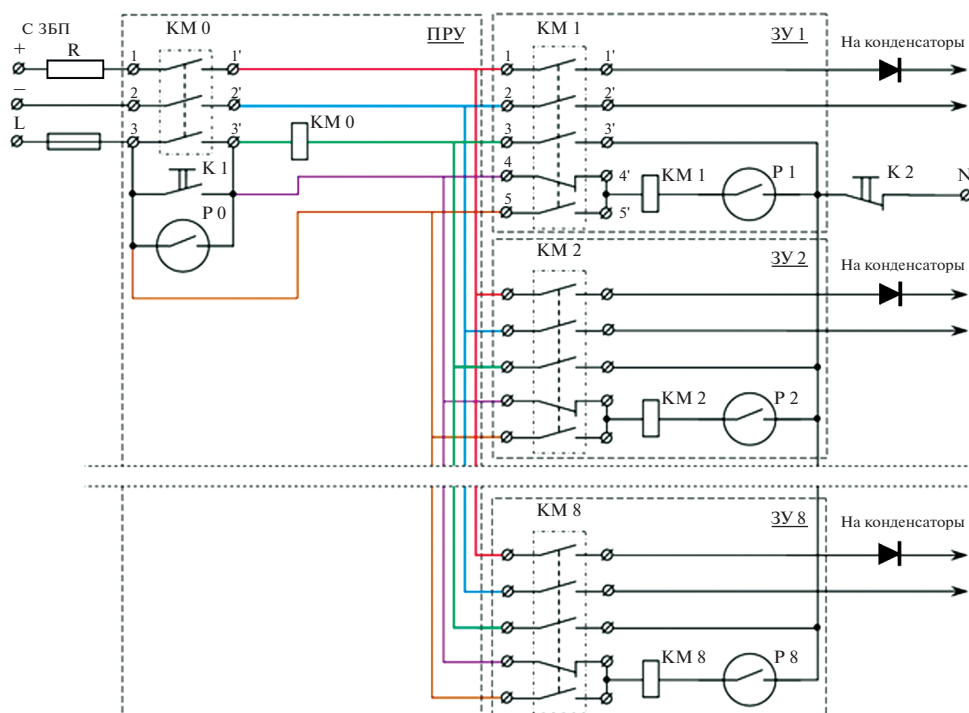 С ЗБП
+
R
−
L
КМ 0
ПРУ
1
1'
2
2'
3
3'
КМ 0
К 1
Р 0
КМ 1
ЗУ 1
1
1'
2
2'
3
3'
4
4'
5
5'
КМ 1
Р 1
На конденсаторы
К 2
N
КМ 2
ЗУ 2
На конденсаторы
КМ 2
Р 2
КМ 8
ЗУ 8
На конденсаторы
КМ 8
Р 8